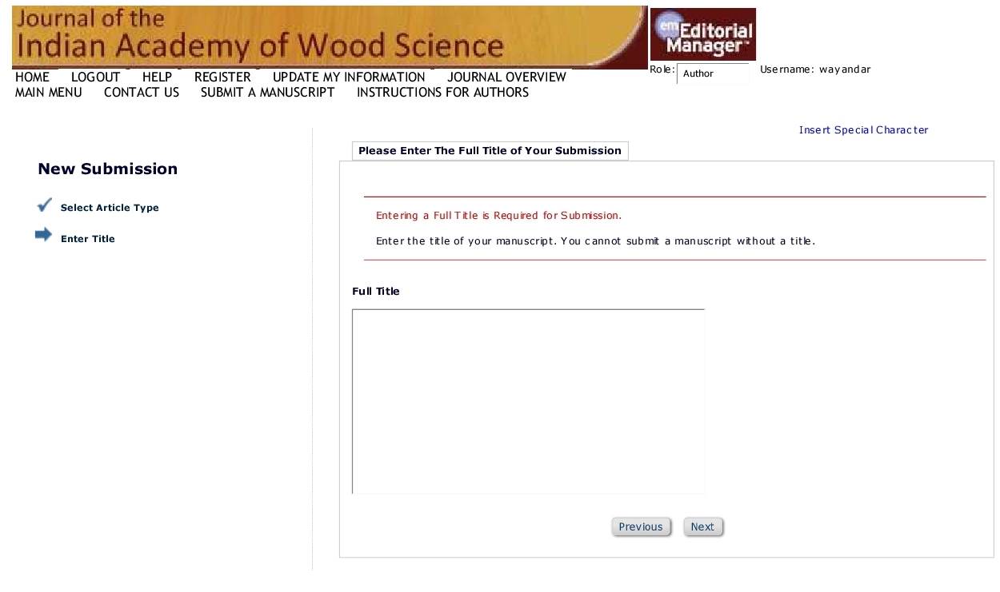 Journal of the
Indian Academy of Wood Science
em Editorial
Manager™
HOME LOGOUT HELP REGISTER UPDATE MY INFORMATION JOURNAL OVERVIEW
MAIN MENU CONTACT US SUBMIT A MANUSCRIPT INSTRUCTIONS FOR AUTHORS
Role: Author Username: wayandar
Insert Special Character
Please Enter The Full Title of Your Submission
New Submission
Select Article Type
Enter Title
Entering a Full Title is Required for Submission.
Enter the title of your manuscript. You cannot submit a manuscript without a title.
Full Title
Previous Next